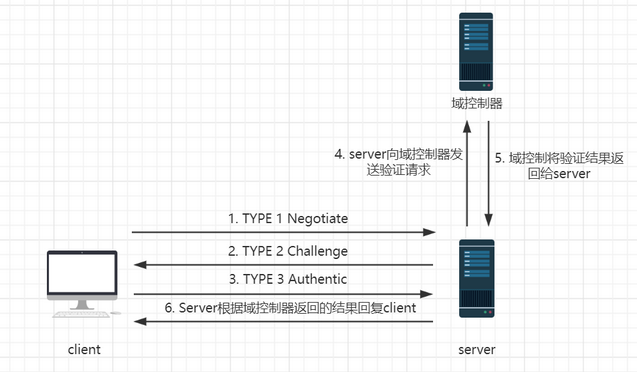 域控制器
4. server向域控制器发
送验证请求
5. 域控制将验证结果返
回给server
1. TYPE 1 Negotiate
2. TYPE 2 Challenge
3. TYPE 3 Authentic
6. Server根据域控制器返回的结果回复client
client
server